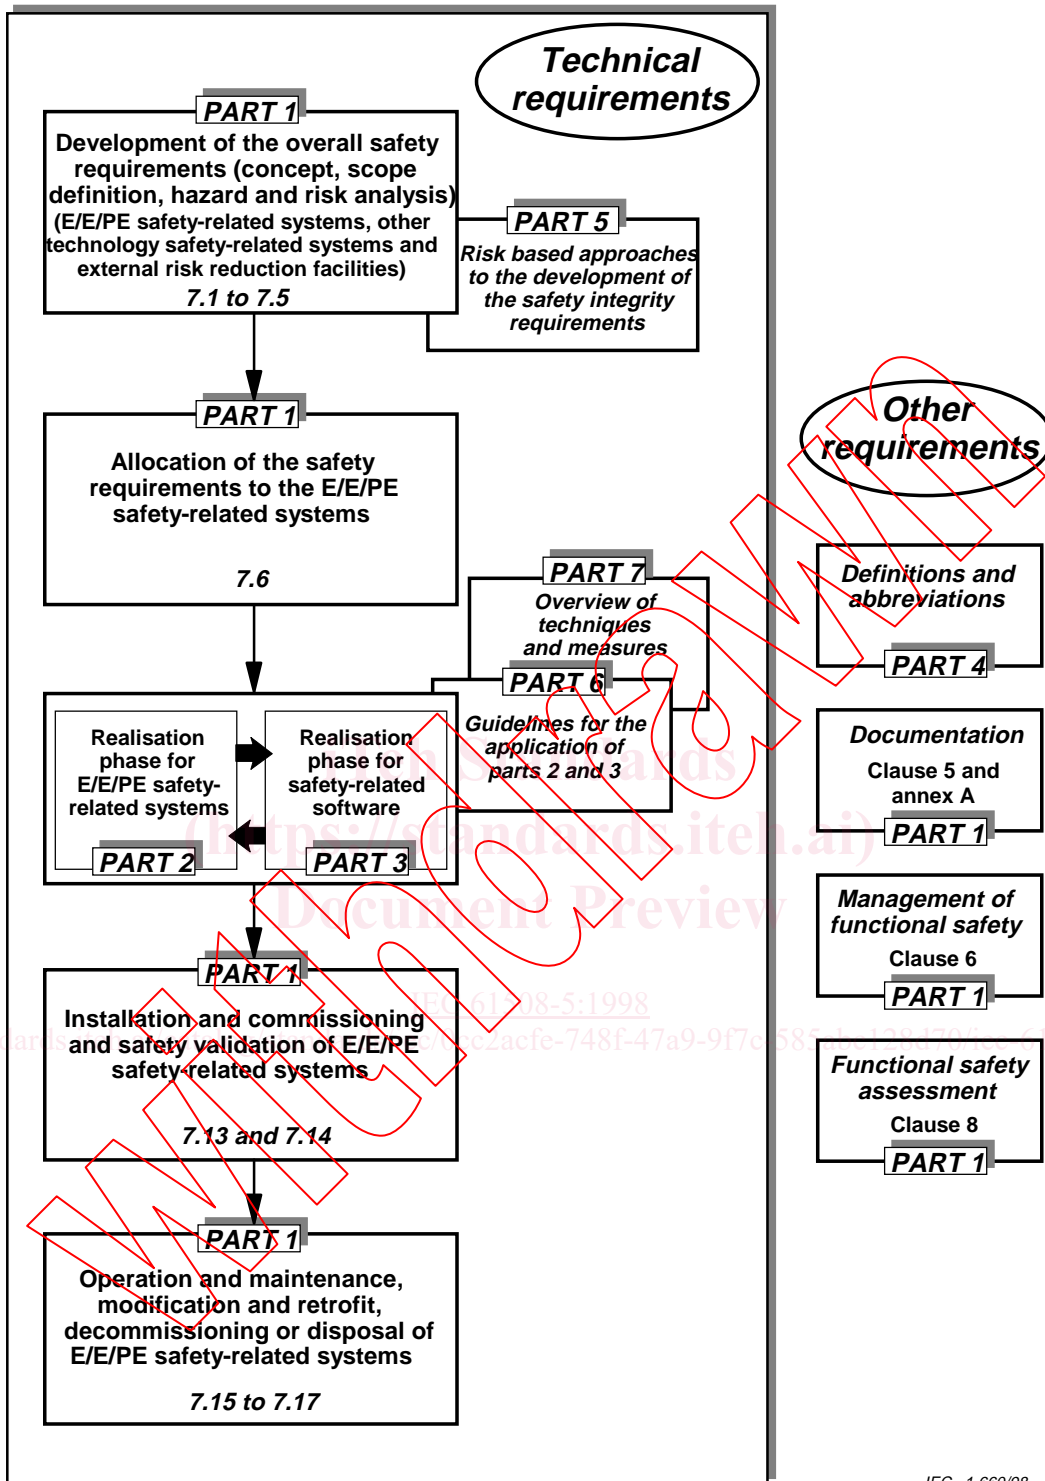 Technical
requirements
PART 1
Development of the overall safety
requirements (concept, scope
definition, hazard and risk analysis)
(E/E/PE safety-related systems, other
technology safety-related systems and
external risk reduction facilities)
7.1 to 7.5
PART 5
Risk based approaches
to the development of
the safety integrity
requirements
PART 1
Allocation of the safety
requirements to the E/E/PE
safety-related systems
7.6
PART 7
Overview of
techniques
and measures
PART 6
Guidelines for the
application of
parts 2 and 3
Realisation
phase for
E/E/PE safety-
related systems
PART 2
Realisation
phase for
safety-related
software
PART 3
PART 1
Installation and commissioning
and safety validation of E/E/PE
safety-related systems
7.13 and 7.14
PART 1
Operation and maintenance,
modification and retrofit,
decommissioning or disposal of
E/E/PE safety-related systems
7.15 to 7.17
Other
requirements
Definitions and
abbreviations
PART 4
Documentation
Clause 5 and
annex A
PART 1
Management of
functional safety
Clause 6
PART 1
Functional safety
assessment
Clause 8
PART 1
iTeh Standards
(https://standards.iteh.ai)
Document Preview
IEC 61508-5:1998
Withdrawn